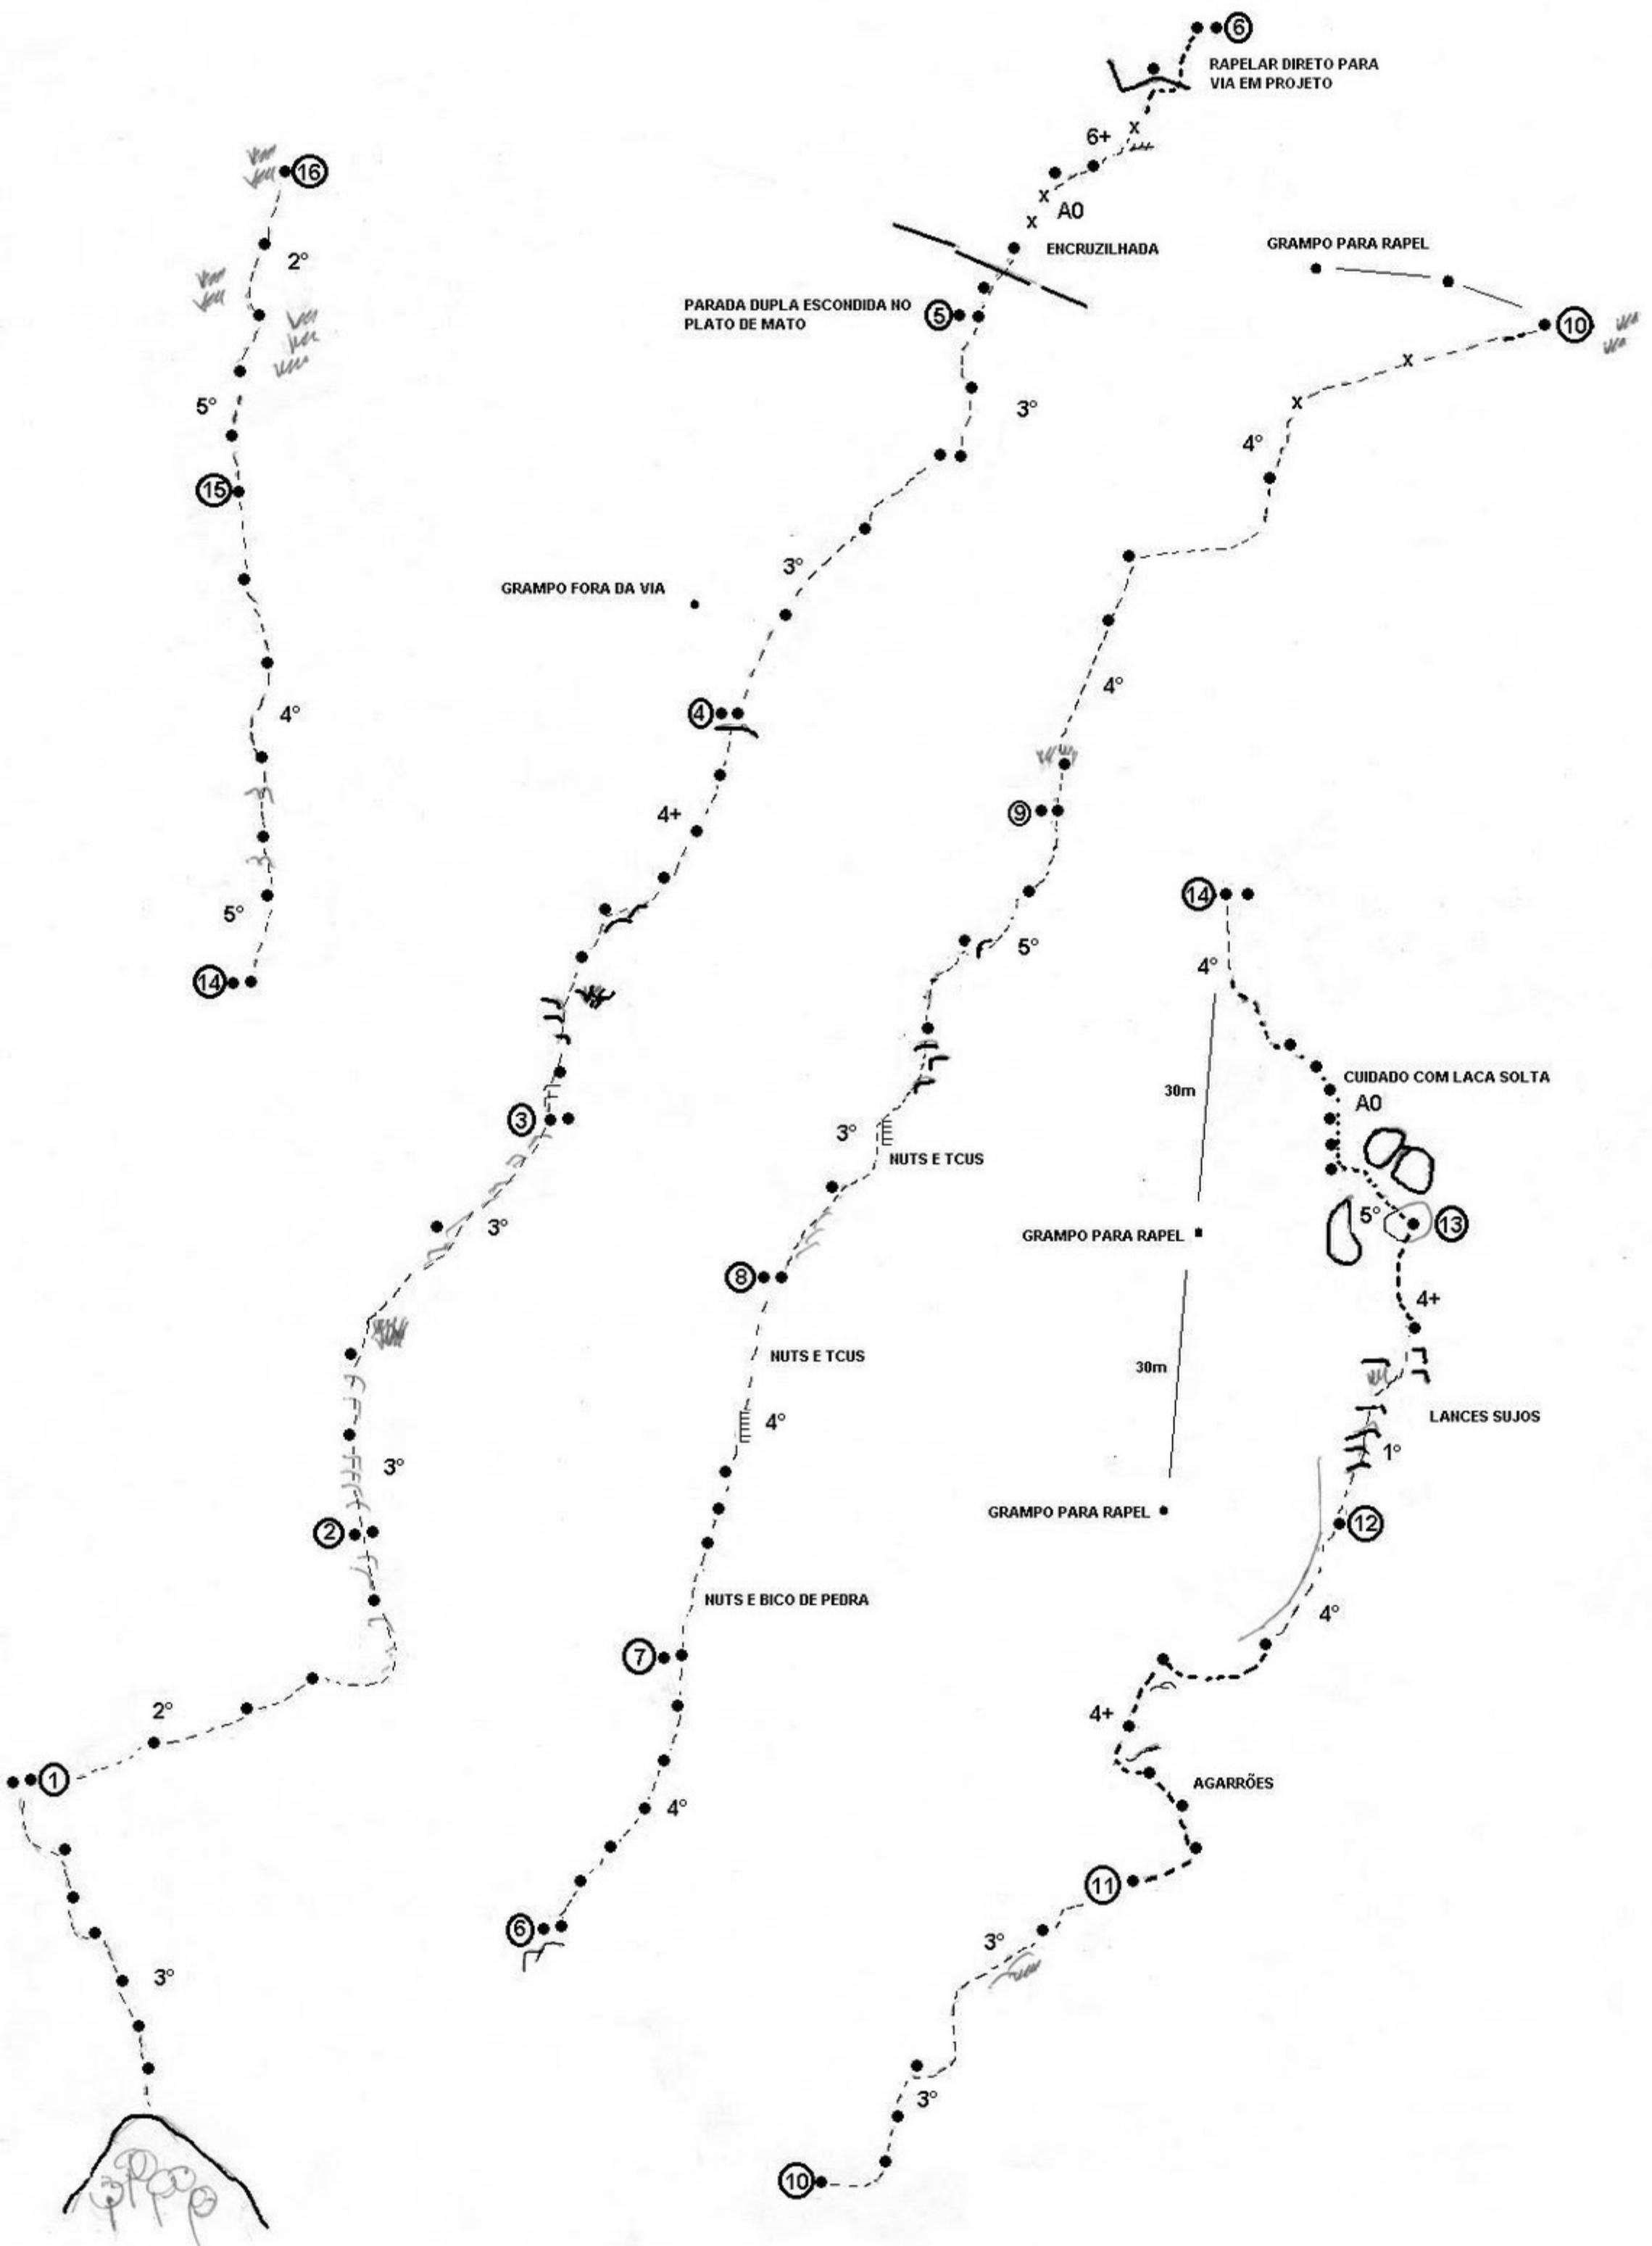 6
RAPELAR DIRETO PARA
VIA EM PROJETO
6+
x
x
A0
x
ENCRUZILHADA
PARADA DUPLA ESCONDIDA NO
PLATO DE MATO
5
3°
3°
GRAMPO FORA DA VIA
4
4+
3
3°
3°
2
2°
1
3°
16
2°
5°
15
4°
5°
14
GRAMPO PARA RAPEL
10
x
x
4°
4°
9
5°
3°
NUTS E TCUS
8
NUTS E TCUS
4°
NUTS E BICO DE PEDRA
7
4°
6
14
4°
30m
CUIDADO COM LACA SOLTA
A0
GRAMPO PARA RAPEL
5°
13
4+
30m
LANCES SUJOS
1°
GRAMPO PARA RAPEL
12
4°
4+
AGARRÕES
11
3°
3°
10